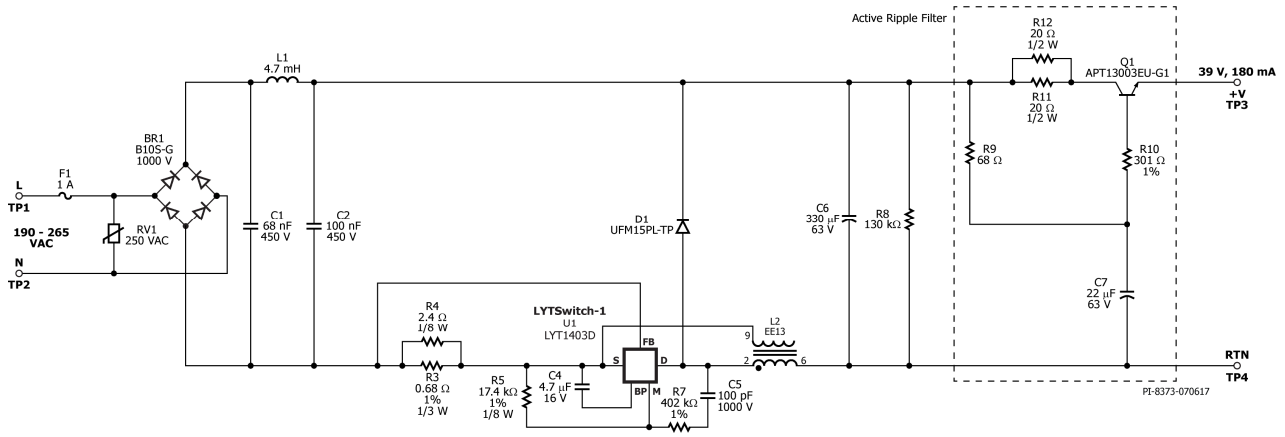 Active Ripple Filter
R12
20 Ω
1/2 W
Q1
APT13003EU-G1
39 V, 180 mA
+V
TP3
L1
4.7 mH
R11
20 Ω
1/2 W
BR1
B10S-G
1000 V
R9
68 Ω
R10
301 Ω
1%
F1
1 A
L
TP1
190 - 265
VAC
RV1
250 VAC
N
TP2
C1
68 nF
450 V
C2
100 nF
450 V
D1
UFM15PL-TP
C6
330 µF
63 V
R8
130 kΩ
C7
22 µF
63 V
R4
2.4 Ω
1/8 W
LYTSwitch-1
U1
LYT1403D
L2
EE13
9
FB
S
D
2
6
RTN
TP4
R3
0.68 Ω
1%
1/3 W
R5
17.4 kΩ
1%
1/8 W
C4
4.7 µF
16 V
BP
M
R7
402 kΩ
1%
C5
100 pF
1000 V
PI-8373-070617